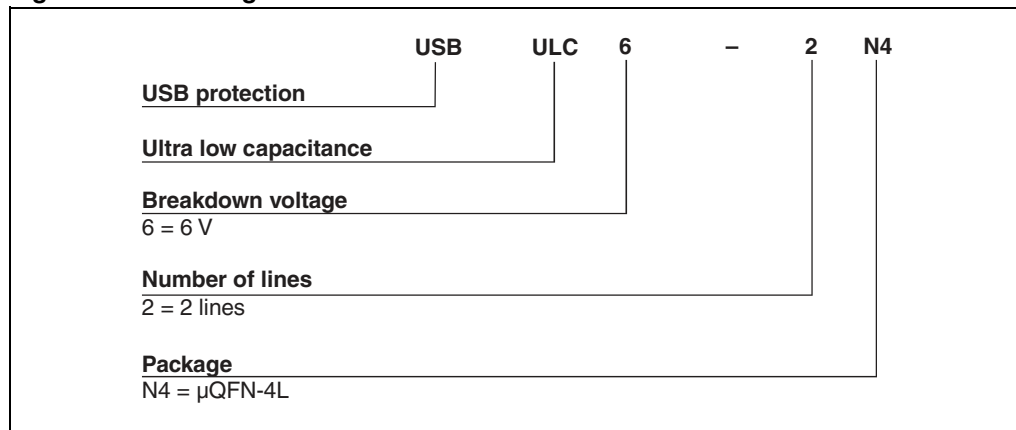 USB ULC 6 – 2 N4
USB protection
Ultra low capacitance
Breakdown voltage
6 = 6 V
Number of lines
2 = 2 lines
Package
N4 = µQFN-4L